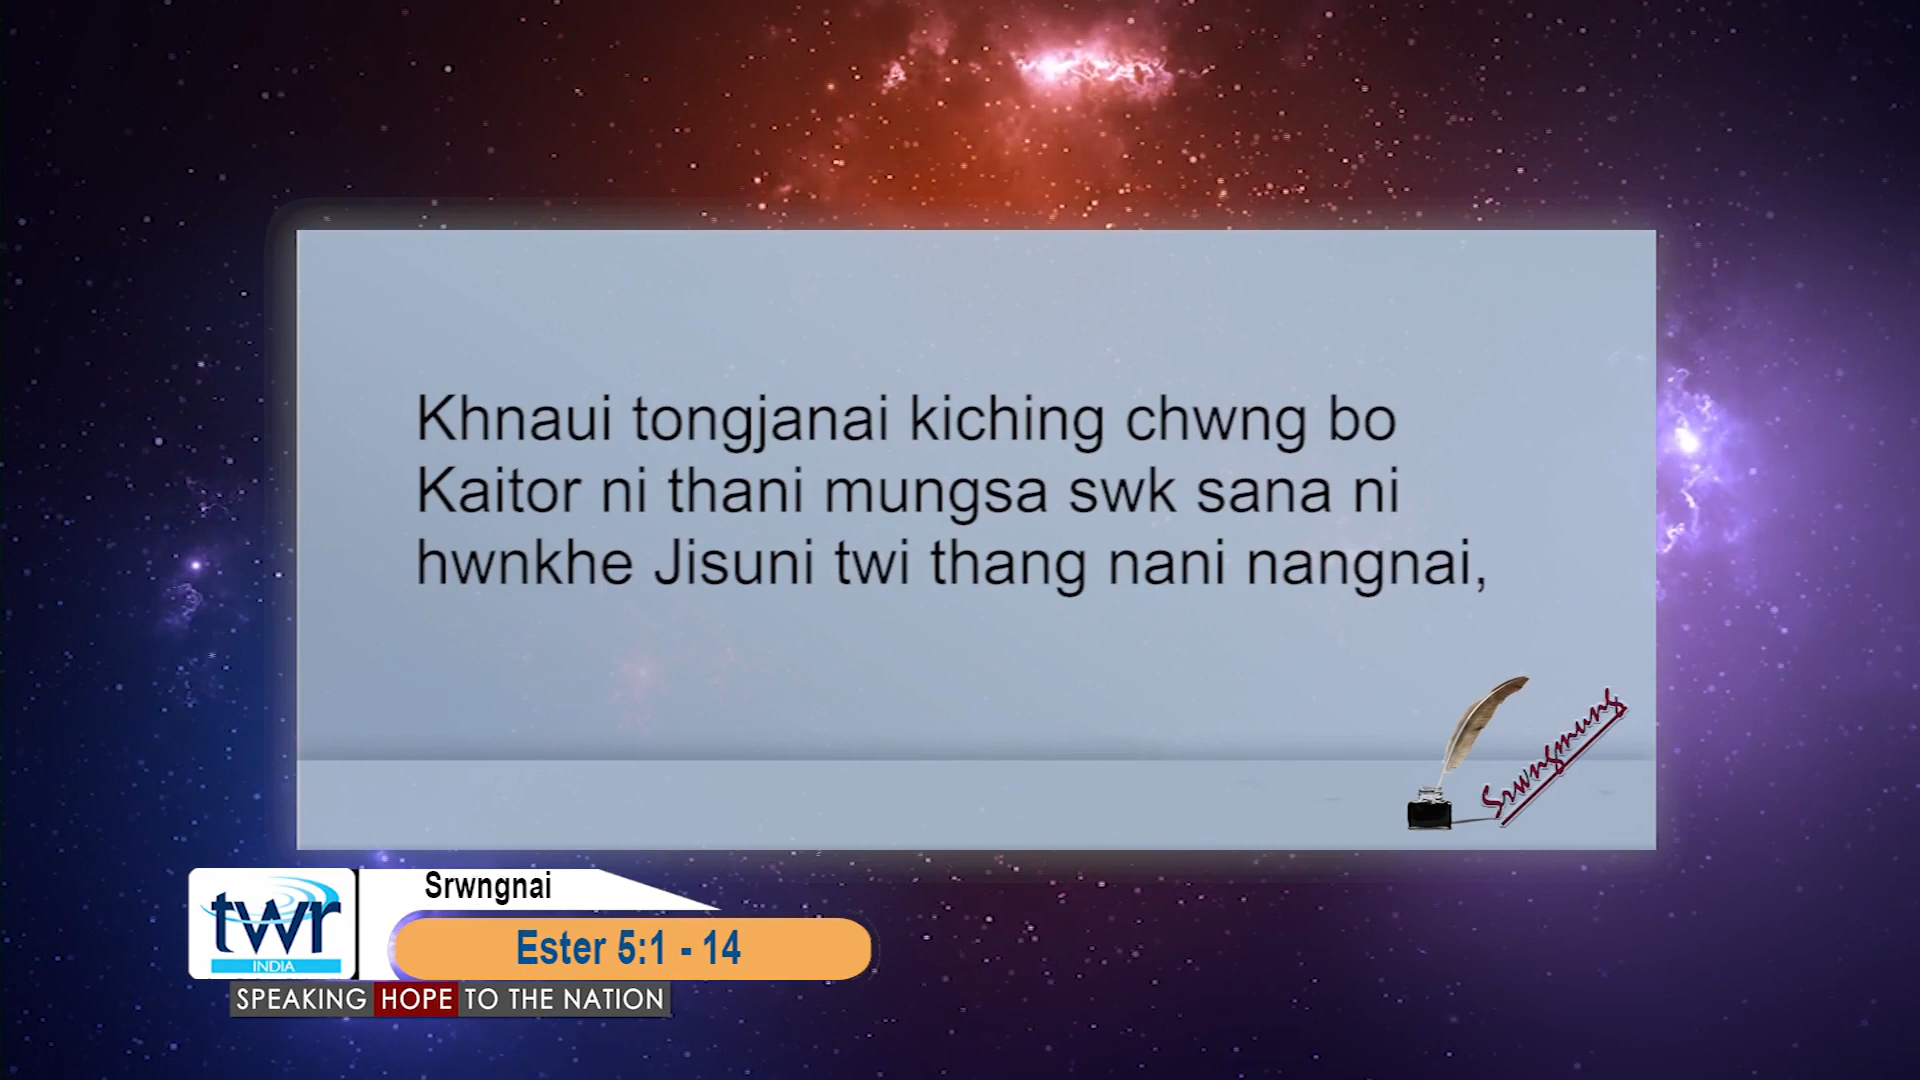 Khnaui tongjanai kiching chwng bo
Kaitor ni thani mungsa swk sana ni
hwnkhe Jisuni twi thang nani nangnai,
Srwngmung
twr
INDIA
Srwngnai
Ester 5:1 - 14
SPEAKING HOPE TO THE NATION